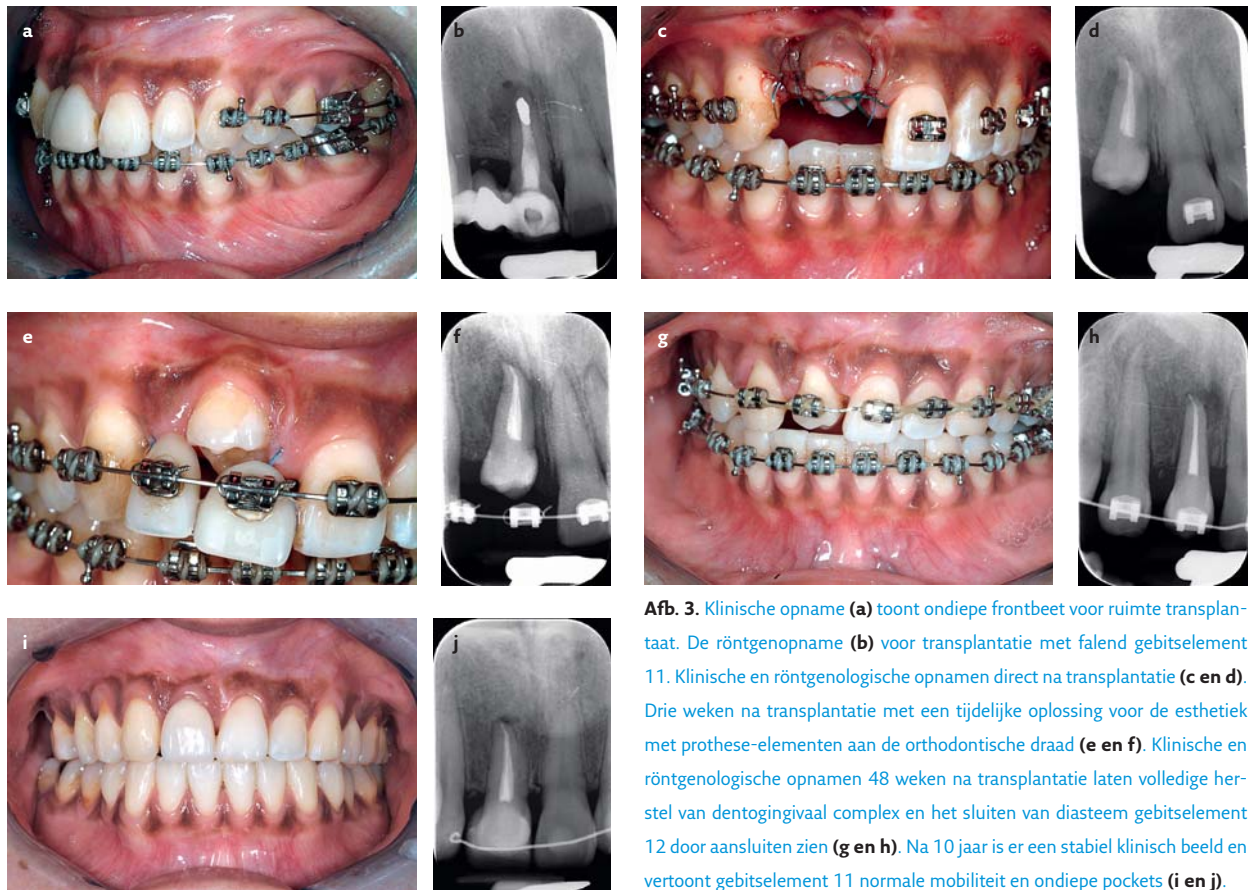 a
b
c
d
e
f
g
h
i
j
Afb. 3. Klinische opname (a) toont ondiepe frontbeet voor ruimte transplan-
taat. De röntgenopname (b) voor transplantatie met falend gebitselement
11. Klinische en röntgenologische opnamen direct na transplantatie (c en d).
Drie weken na transplantatie met een tijdelijke oplossing voor de esthetiek
met prothese-elementen aan de orthodontische draad (e en f). Klinische en
röntgenologische opnamen 48 weken na transplantatie laten volledige her-
stel van dentogingivaal complex en het sluiten van diasteem gebitselement
12 door aansluiten zien (g en h). Na 10 jaar is er een stabiel klinisch beeld en
vertoont gebitselement 11 normale mobiliteit en ondiepe pockets (i en j).